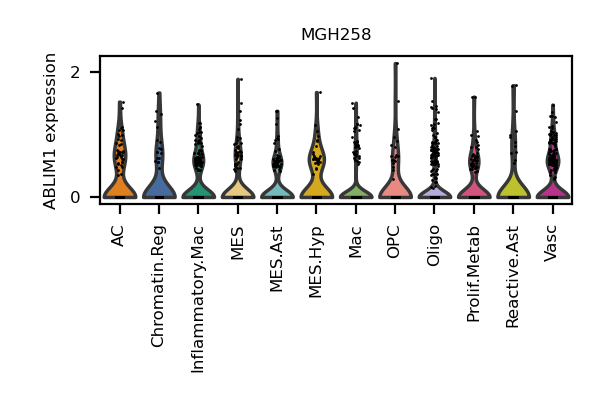 MGH258
ABLIM1 expression
2
0
AC
Chromatin.Reg
Inflammatory.Mac
MES
MES.Ast
MES.Hyp
Mac
OPC
Oligo
Prolif.Metab
Reactive.Ast
Vasc